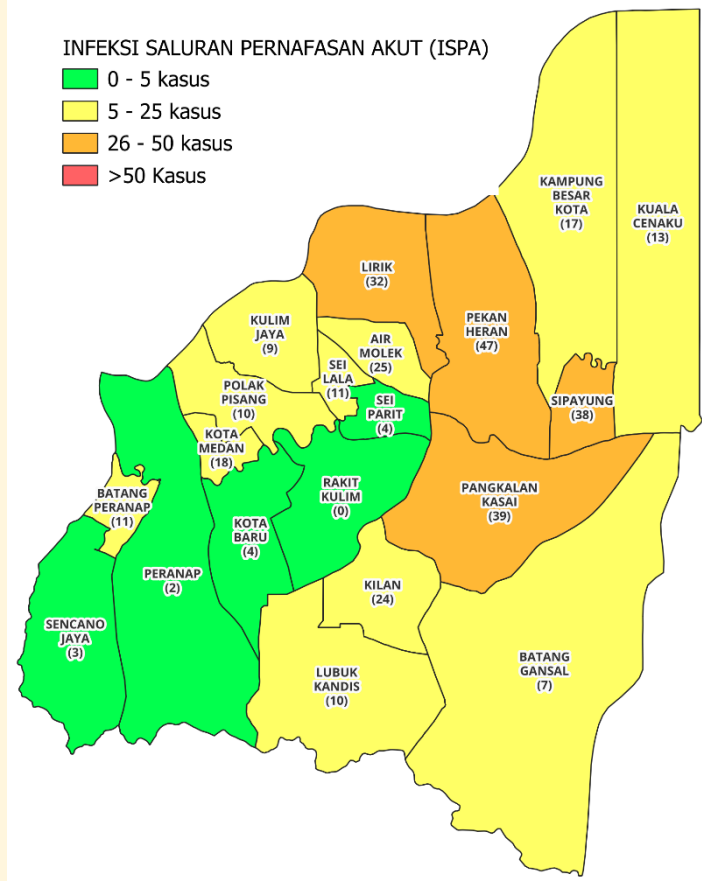 INFEKSI SALURAN PERNAFASAN AKUT (ISPA)
0 - 5 kasus
5 - 25 kasus
26 - 50 kasus
>50 Kasus
KAMPUNG
BESAR
KOTA
(17)
KUALA
CENAKU
(13)
LIRIK
(32)
PEKAN
HERAN
(47)
KULIM
JAYA
(9)
AIR
MOLEK
(25)
SEI
LALA
(11)
POLAK
PISANG
(10)
SEI
PARIT
(4)
SIPAYUNG
(38)
KOTA
MEDAN
(18)
BATANG
PERANAP
(11)
RAKIT
KULIM
(0)
PANGKALAN
KASAI
(39)
KOTA
BARU
(4)
PERANAP
(2)
KILAN
(24)
SENCANO
JAYA
(3)
LUBUK
KANDIS
(10)
BATANG
GANSAL
(7)